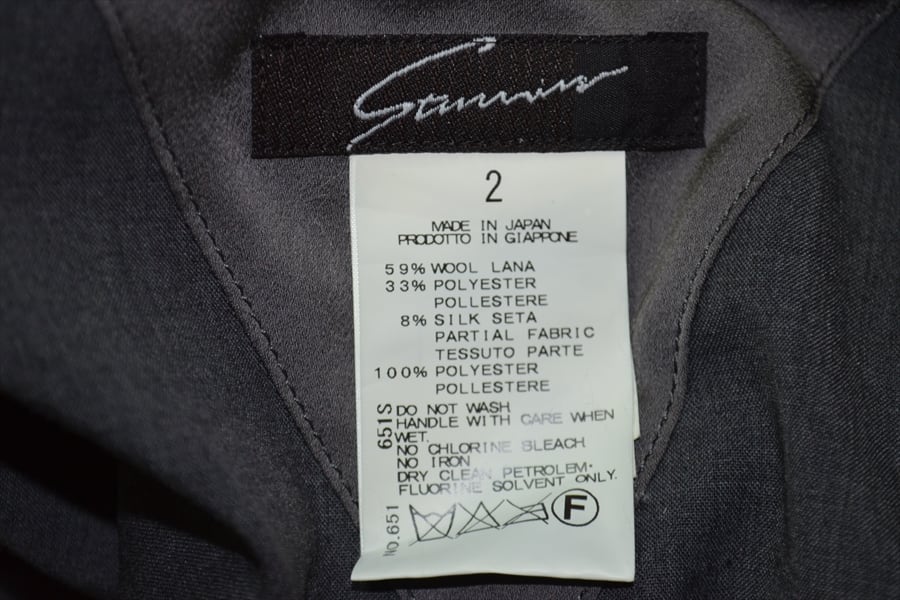 2
MADE IN JAPAN
PRODOTTO IN GIAPPONE
59% WOOL LANA
33% POLYESTER
POLLESTERE
8% SILK SETA
PARTIAL FABRIC
TESSUTO PARTE
100% POLYESTER
POLLESTERE
DO NOT WASH
HANDLE WITH CARE WHEN
WET.
NO CHLORINE BLEACH
NO IRON
DRY CLEAN PETROLEM·
FLUORINE SOLVENT ONLY.
F
NO.651 651S